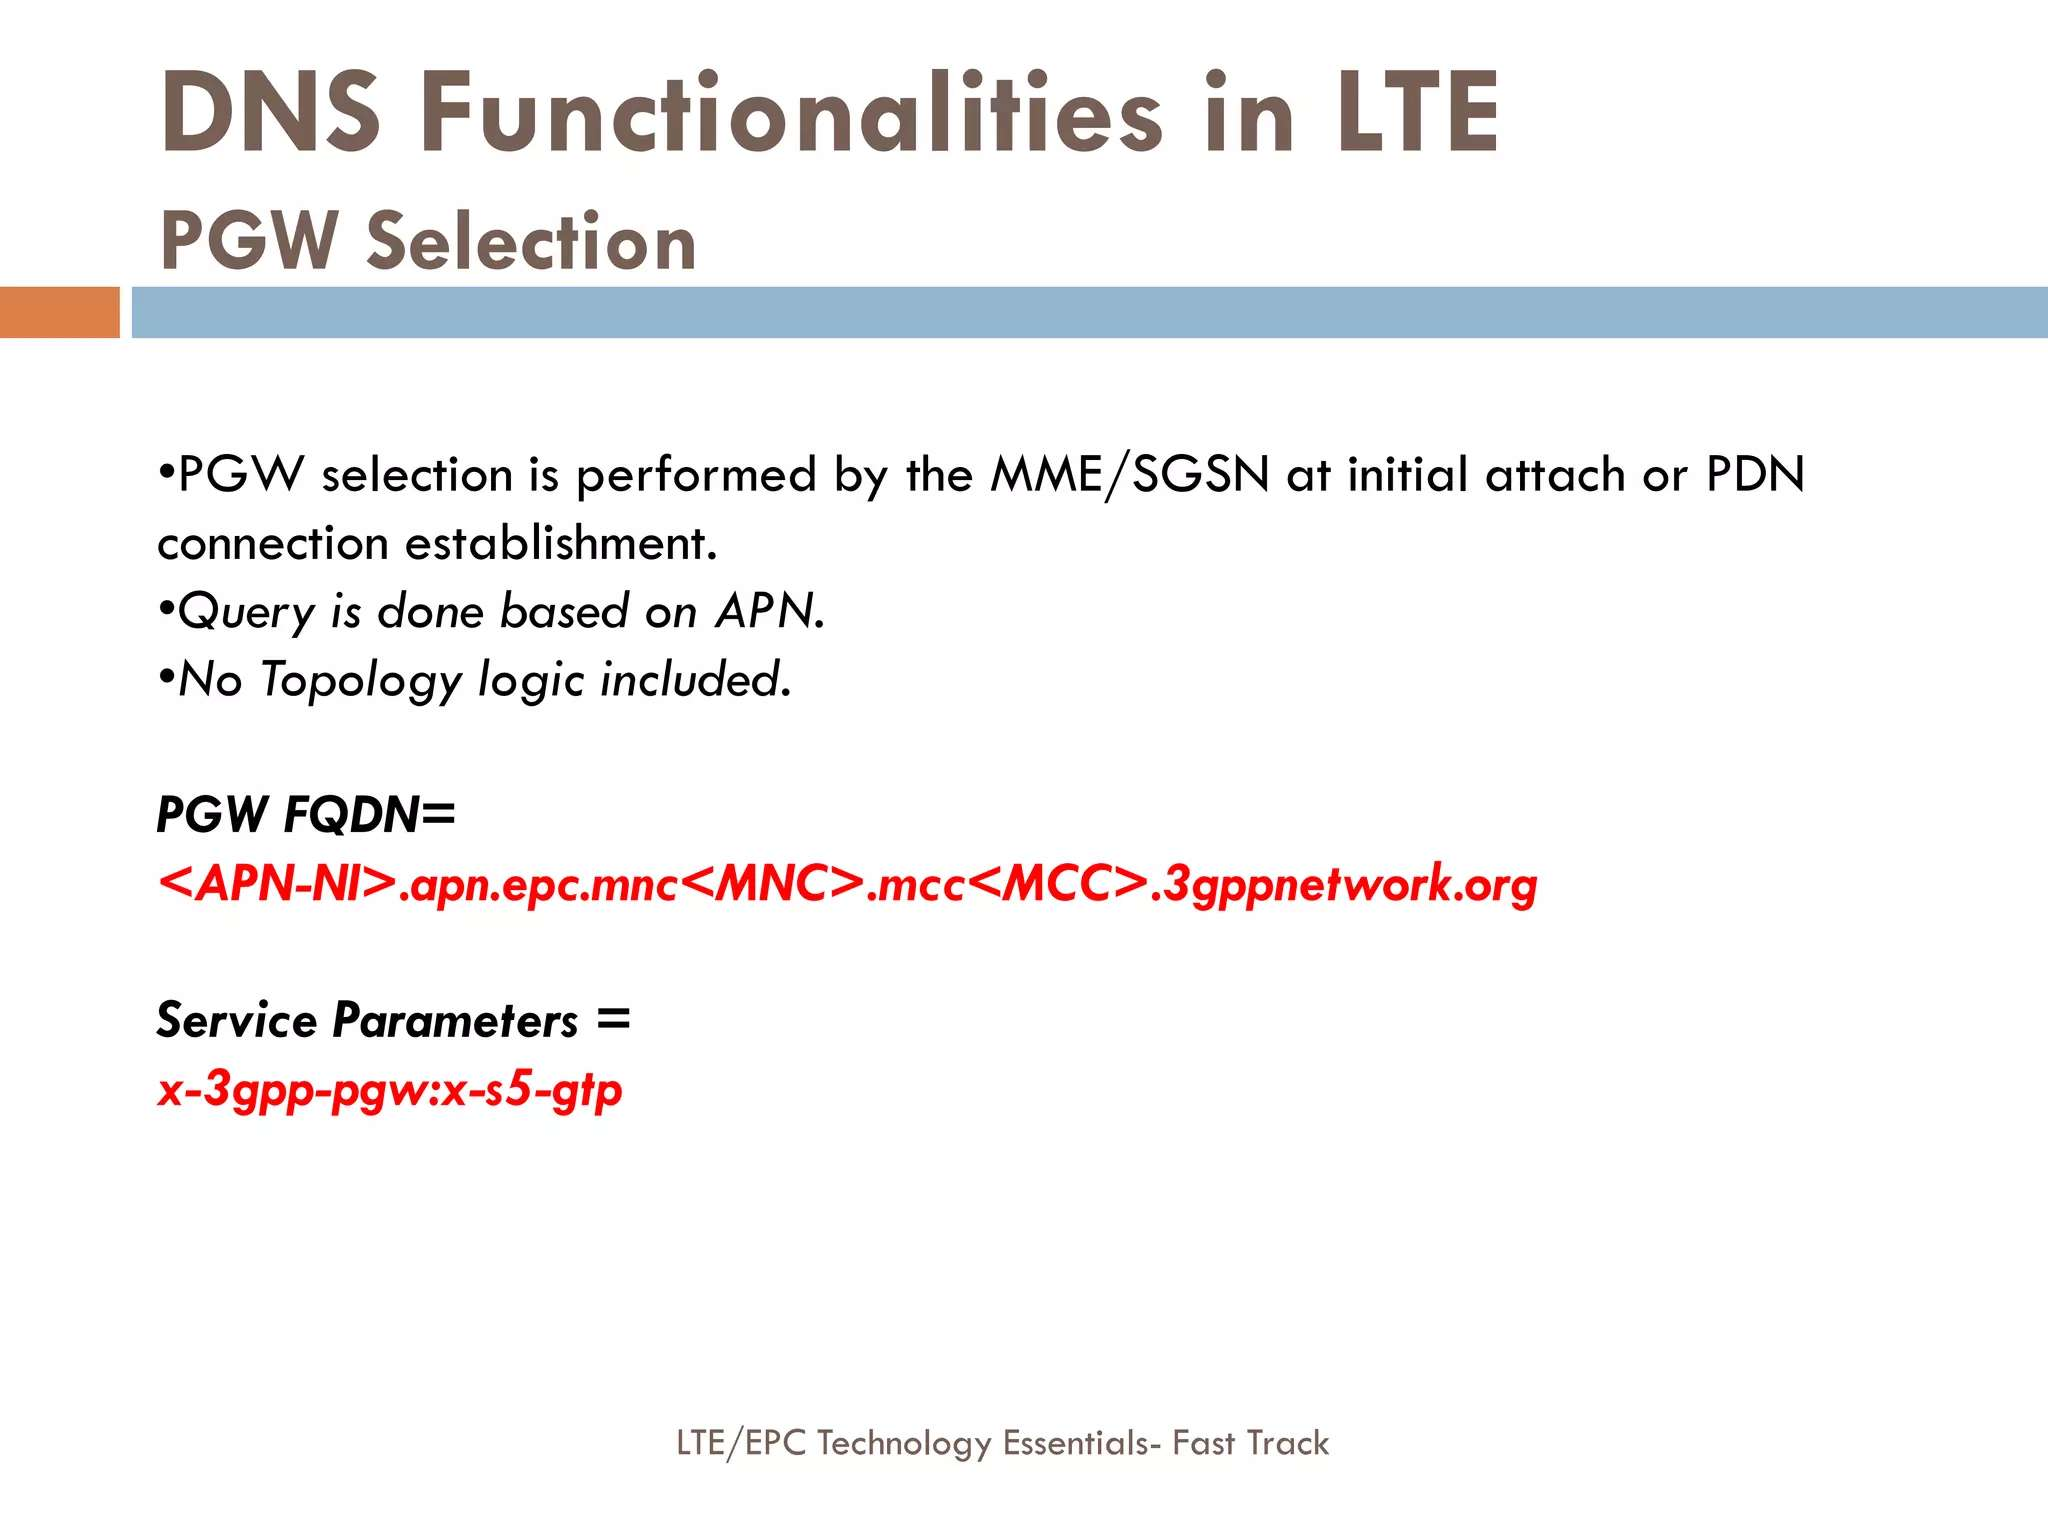 DNS Functionalities in LTE
PGW Selection
•PGW selection is performed by the MME/SGSN at initial attach or PDN
connection establishment.
•Query is done based on APN.
•No Topology logic included.
PGW FQDN=
<APN-NI>.apn.epc.mnc<MNC>.mcc<MCC>.3gppnetwork.org
Service Parameters =
x-3gpp-pgw:x-s5-gtp
LTE/EPC Technology Essentials- Fast Track